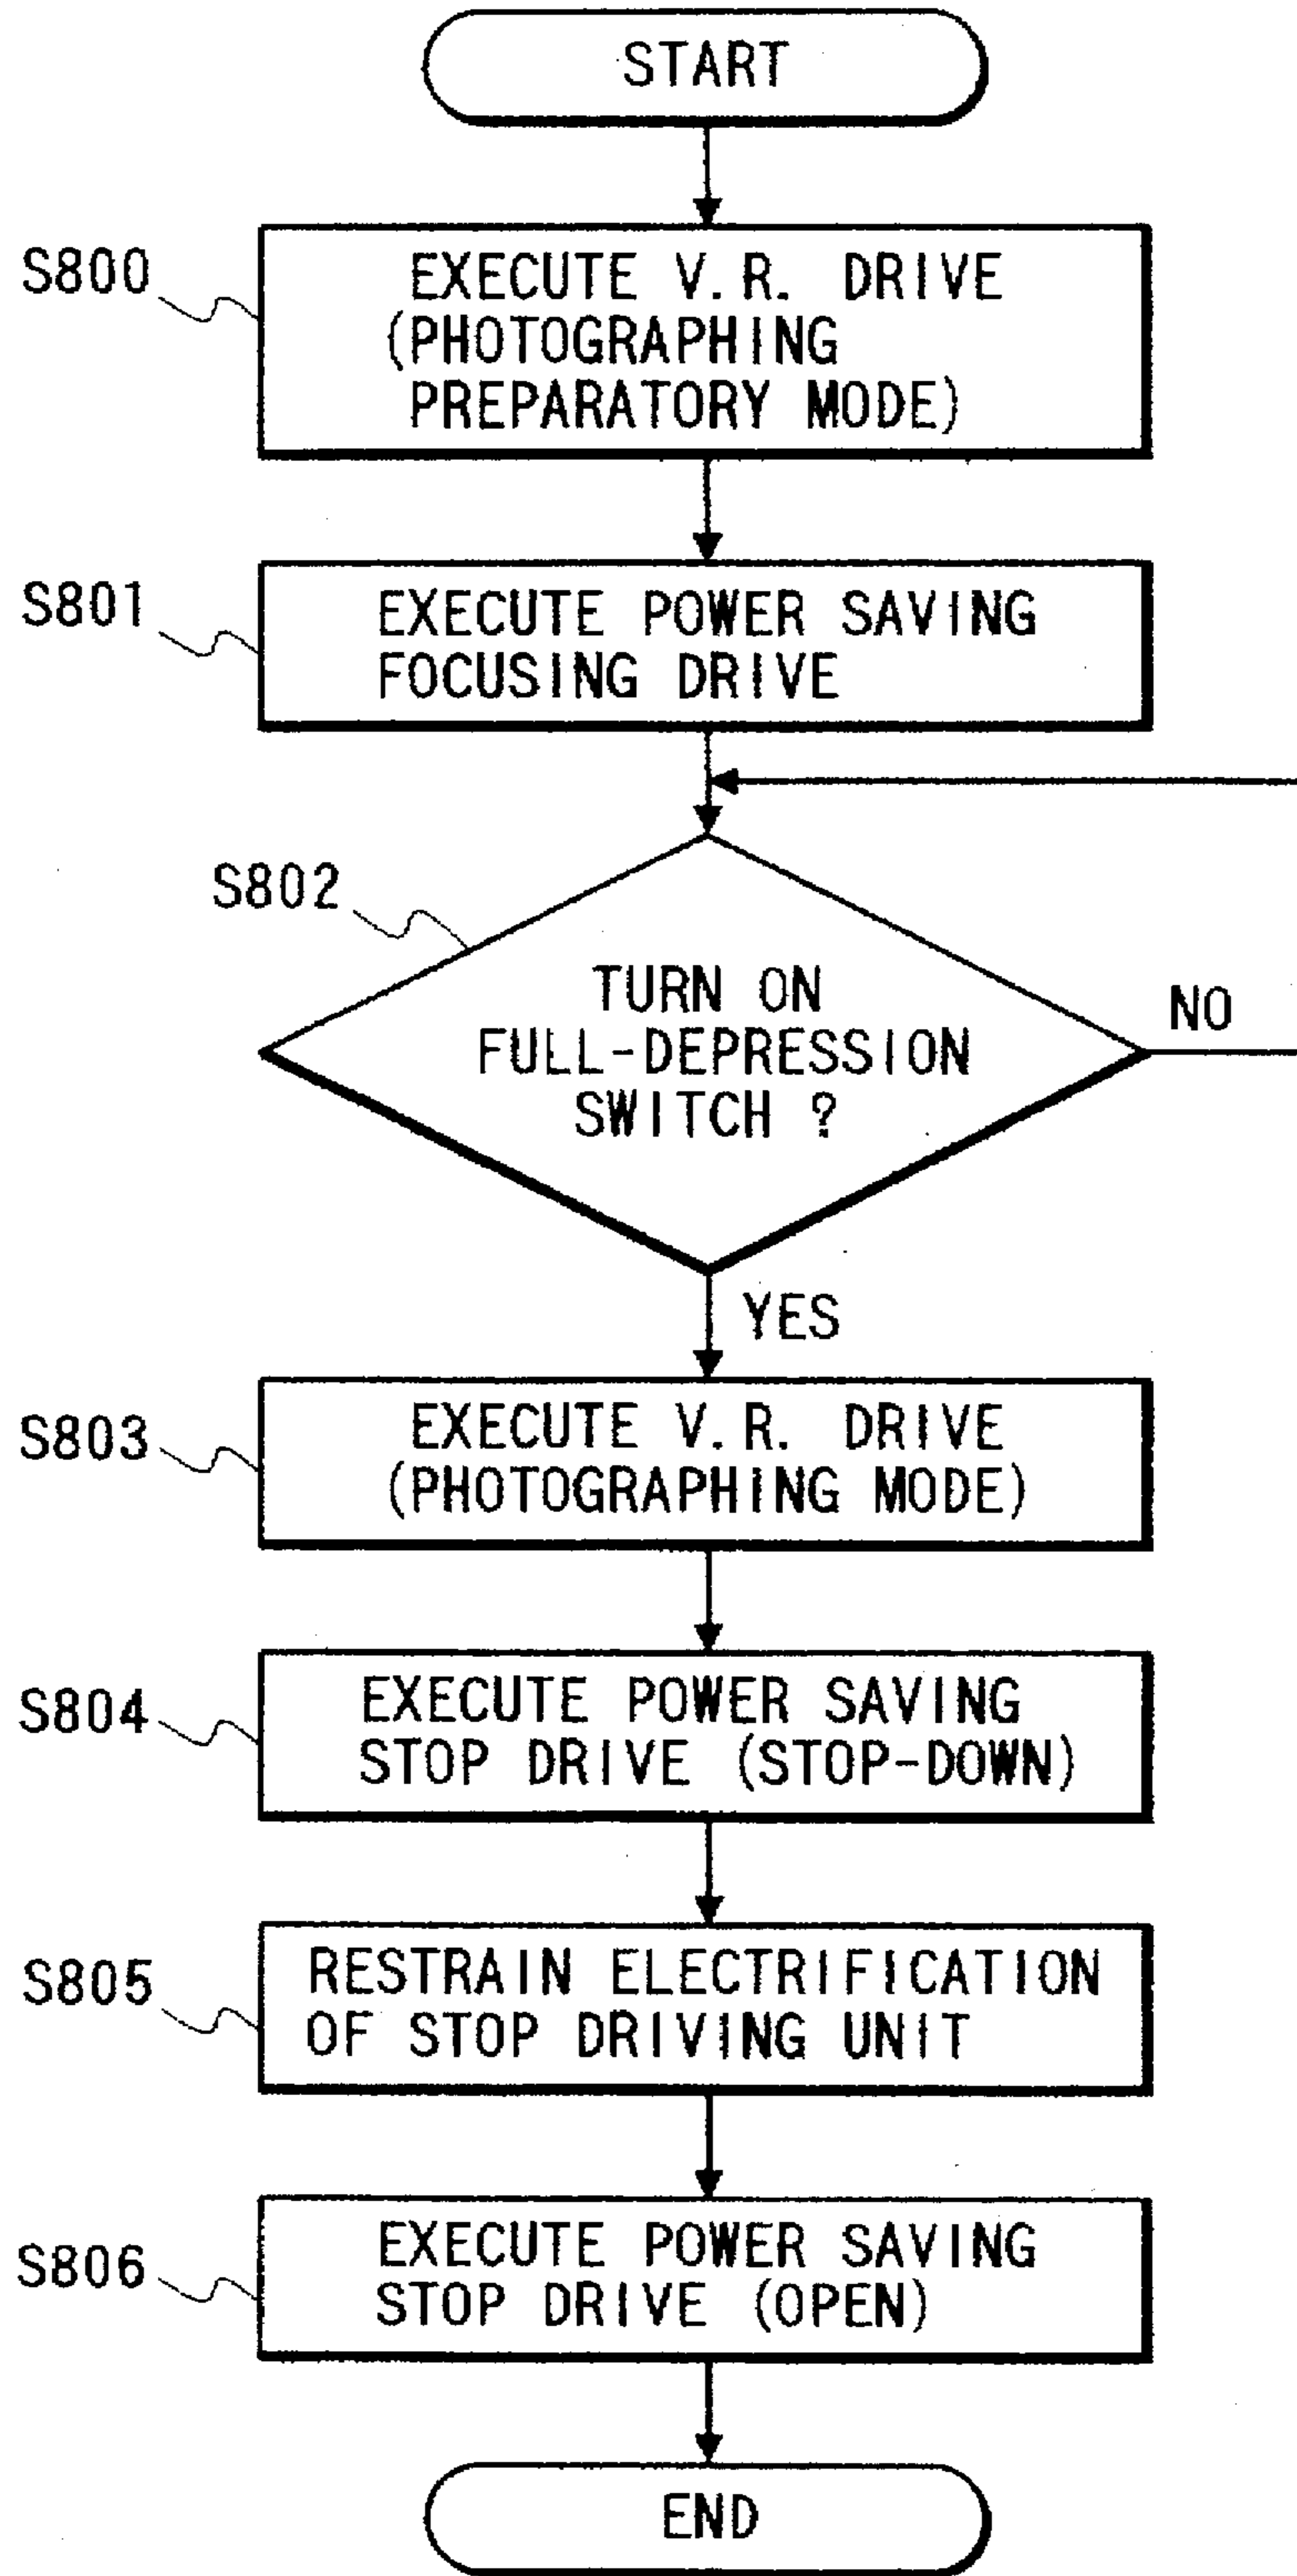 START
S800
EXECUTE V.R. DRIVE
(PHOTOGRAPHING
PREPARATORY MODE)
S801
EXECUTE POWER SAVING
FOCUSING DRIVE
S802
TURN ON
FULL-DEPRESSION
SWITCH ?
NO
YES
S803
EXECUTE V.R. DRIVE
(PHOTOGRAPHING MODE)
S804
EXECUTE POWER SAVING
STOP DRIVE (STOP-DOWN)
S805
RESTRAIN ELECTRIFICATION
OF STOP DRIVING UNIT
S806
EXECUTE POWER SAVING
STOP DRIVE (OPEN)
END